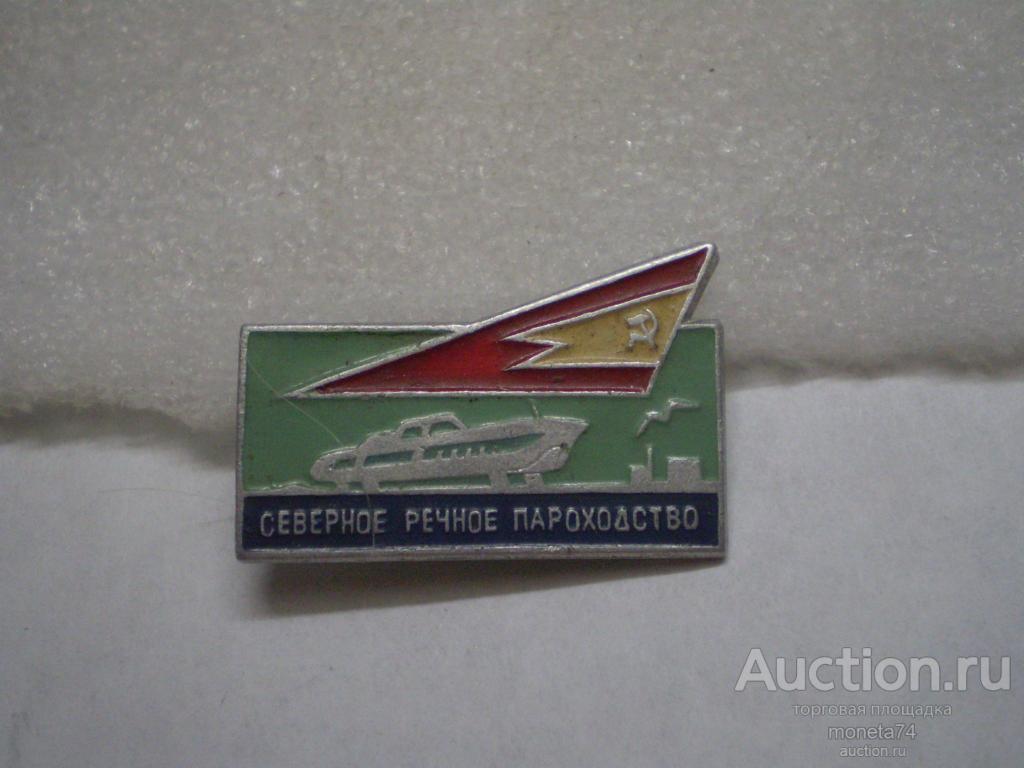 СЕВЕРНОЕ РЕЧНОЕ ПАРОХОДСТВО
Auction.ru
торговая площадка
moneta74
auction.ru